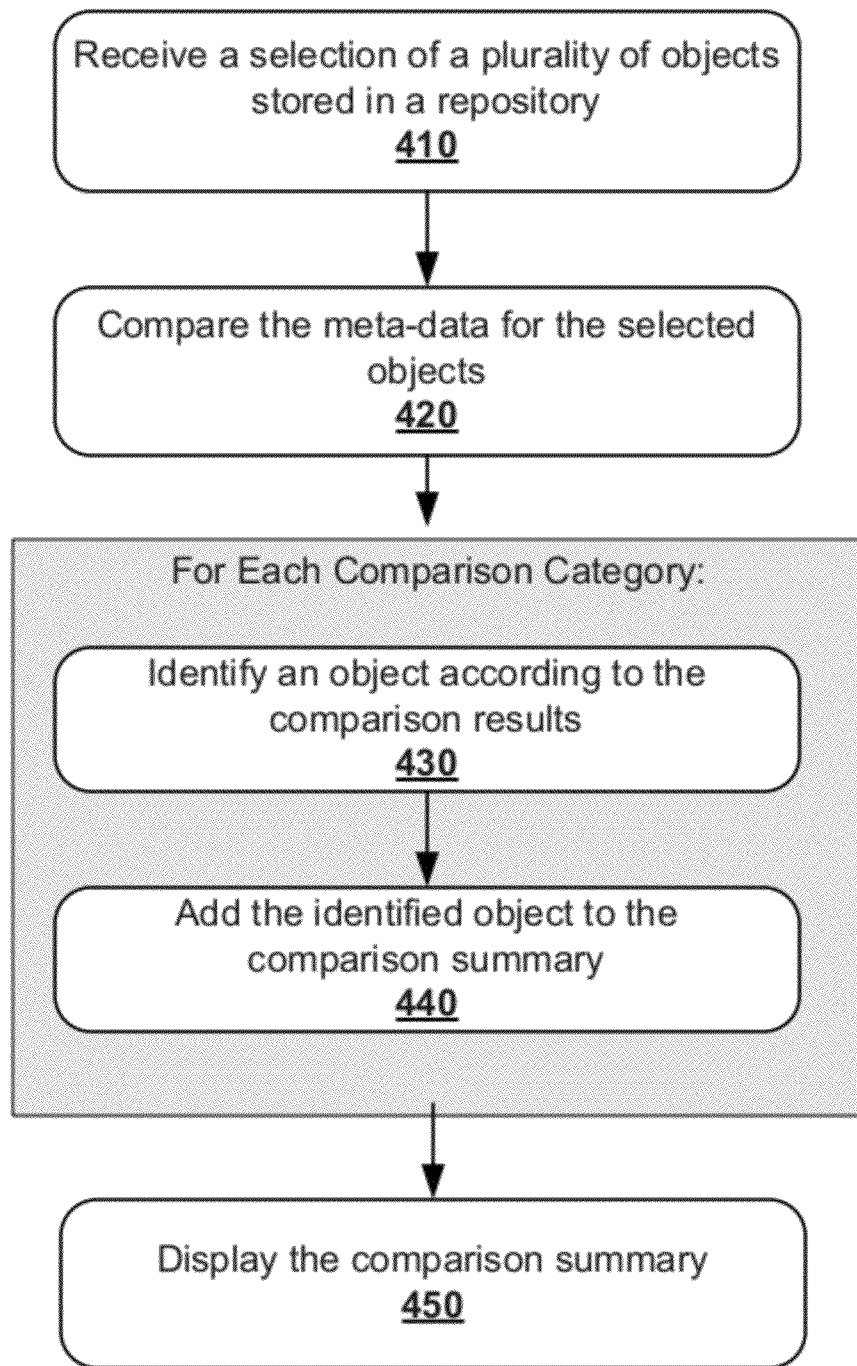 Receive a selection of a plurality of objects
stored in a repository
410
Compare the meta-data for the selected
objects
420
For Each Comparison Category:
Identify an object according to the
comparison results
430
Add the identified object to the
comparison summary
440
Display the comparison summary
450